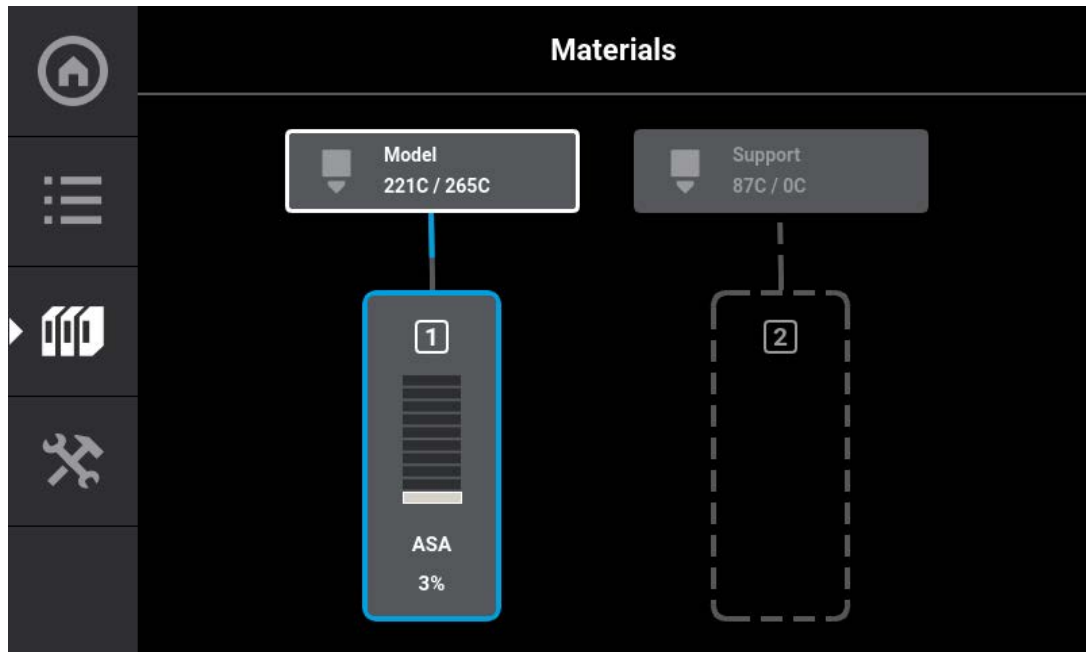 Materials
Model
221C / 265C
Support
87C / 0C
1
2
ASA
3%